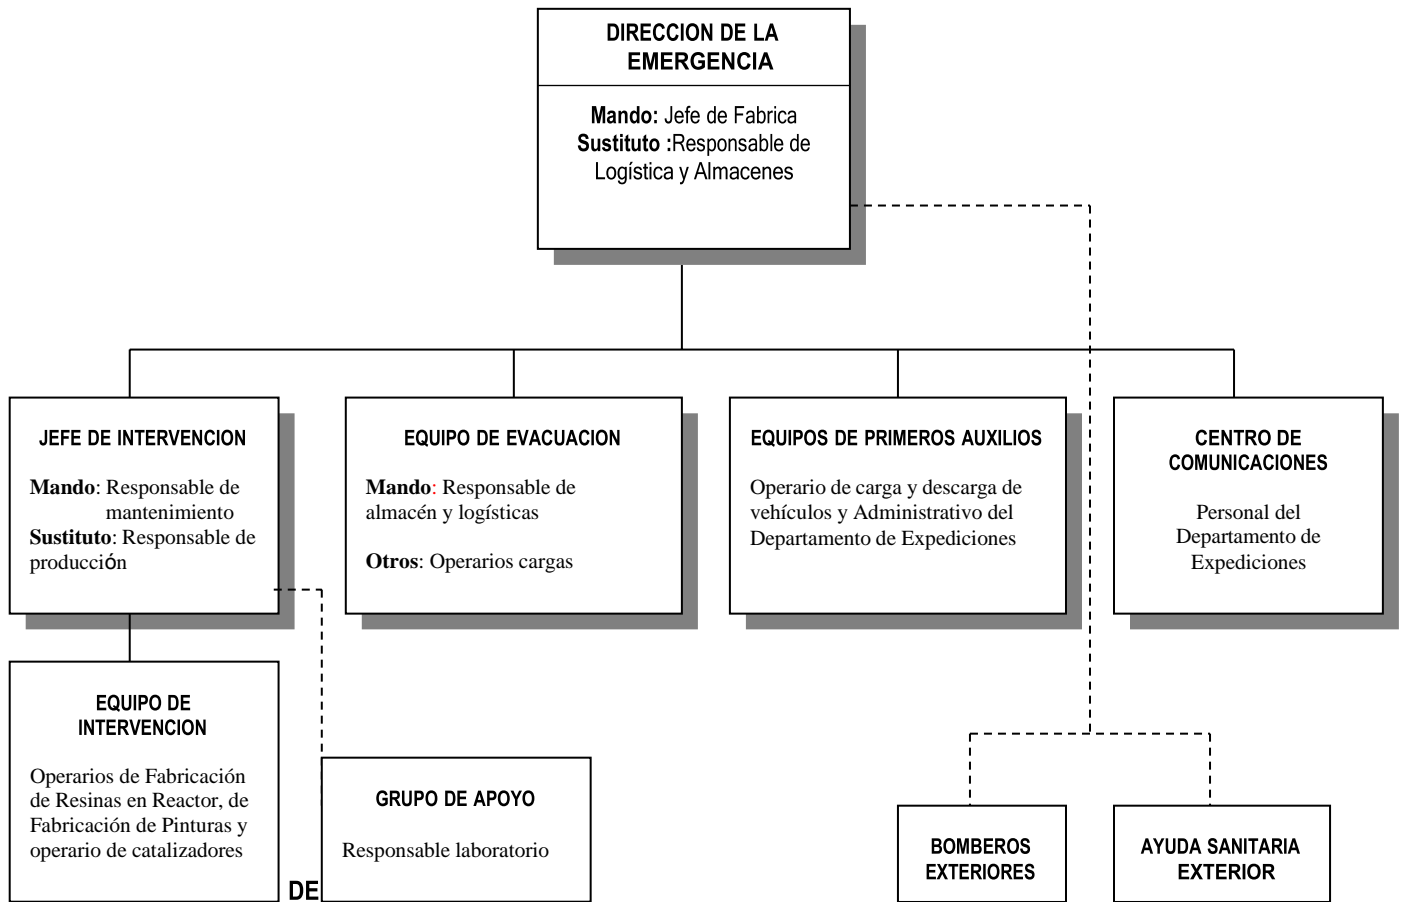 DIRECCION DE LA
EMERGENCIA
Mando: Jefe de Fabrica
Sustituto :Responsable de
Logística y Almacenes
JEFE DE INTERVENCION
Mando: Responsable de
mantenimiento
Sustituto: Responsable de
producción
EQUIPO DE EVACUACION
Mando: Responsable de
almacén y logísticas
Otros: Operarios cargas
EQUIPOS DE PRIMEROS AUXILIOS
Operario de carga y descarga de
vehículos y Administrativo del
Departamento de Expediciones
CENTRO DE
COMUNICACIONES
Personal del
Departamento de
Expediciones
EQUIPO DE
INTERVENCION
Operarios de Fabricación
de Resinas en Reactor, de
Fabricación de Pinturas y
operario de catalizadores
DE
GRUPO DE APOYO
Responsable laboratorio
BOMBEROS
EXTERIORES
AYUDA SANITARIA
EXTERIOR